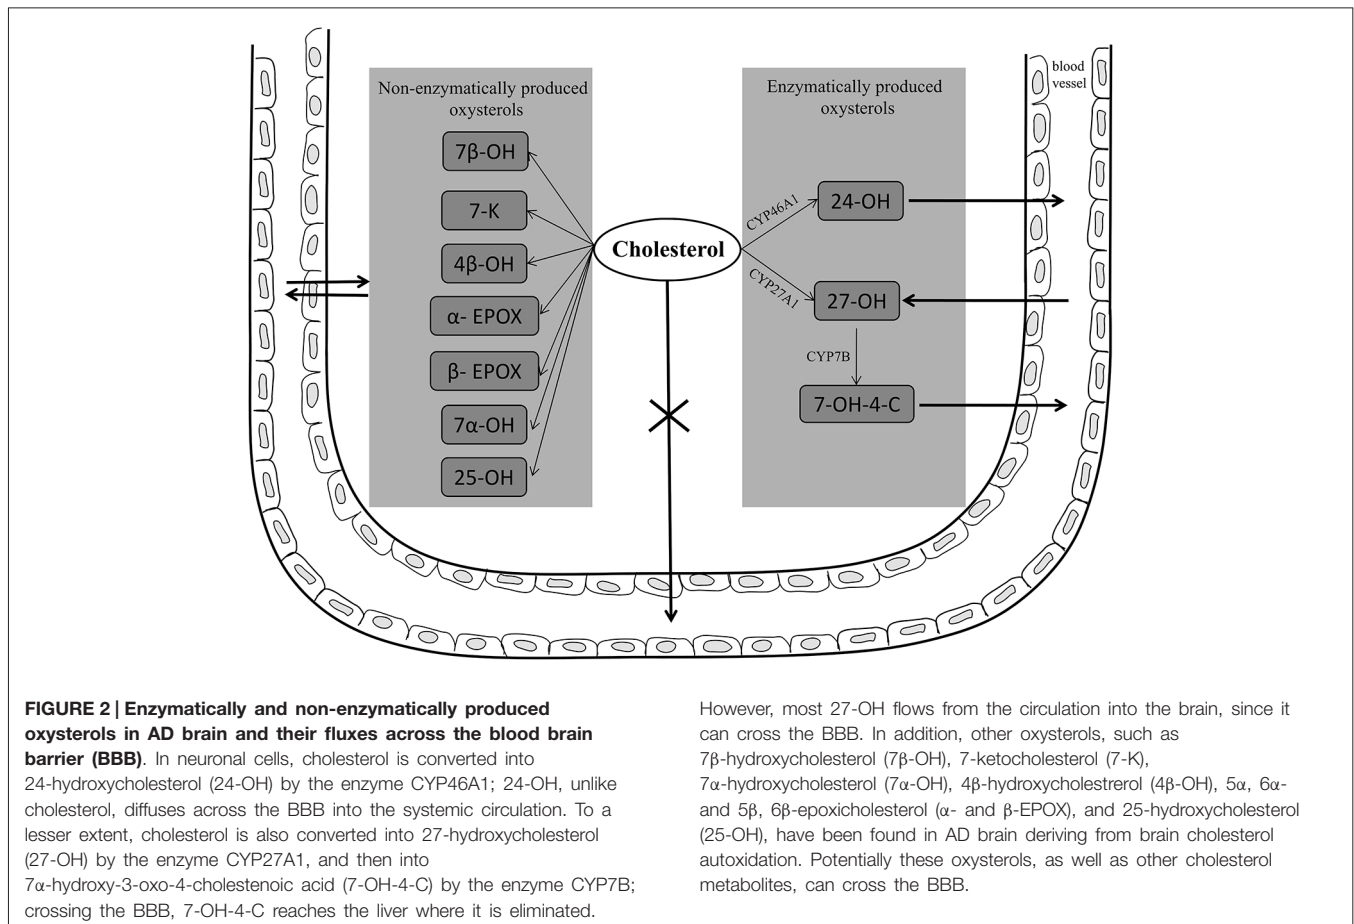 Non-enzymatically produced
oxysterols
7β-OH
7-K
4β-OH
α- EPOX
β- EPOX
7α-OH
25-OH
Cholesterol
Enzymatically produced
oxysterols
CYP46A1
24-OH
CYP27A1
27-OH
CYP7B
7-OH-4-C
blood
vessel
FIGURE 2 | Enzymatically and non-enzymatically produced
oxysterols in AD brain and their fluxes across the blood brain
barrier (BBB). In neuronal cells, cholesterol is converted into
24-hydroxycholesterol (24-OH) by the enzyme CYP46A1; 24-OH, unlike
cholesterol, diffuses across the BBB into the systemic circulation. To a
lesser extent, cholesterol is also converted into 27-hydroxycholesterol
(27-OH) by the enzyme CYP27A1, and then into
7α-hydroxy-3-oxo-4-cholestenoic acid (7-OH-4-C) by the enzyme CYP7B;
crossing the BBB, 7-OH-4-C reaches the liver where it is eliminated.
However, most 27-OH flows from the circulation into the brain, since it
can cross the BBB. In addition, other oxysterols, such as
7β-hydroxycholesterol (7β-OH), 7-ketocholesterol (7-K),
7α-hydroxycholesterol (7α-OH), 4β-hydroxycholestrerol (4β-OH), 5α, 6α-
and 5β, 6β-epoxicholesterol (α- and β-EPOX), and 25-hydroxycholesterol
(25-OH), have been found in AD brain deriving from brain cholesterol
autoxidation. Potentially these oxysterols, as well as other cholesterol
metabolites, can cross the BBB.